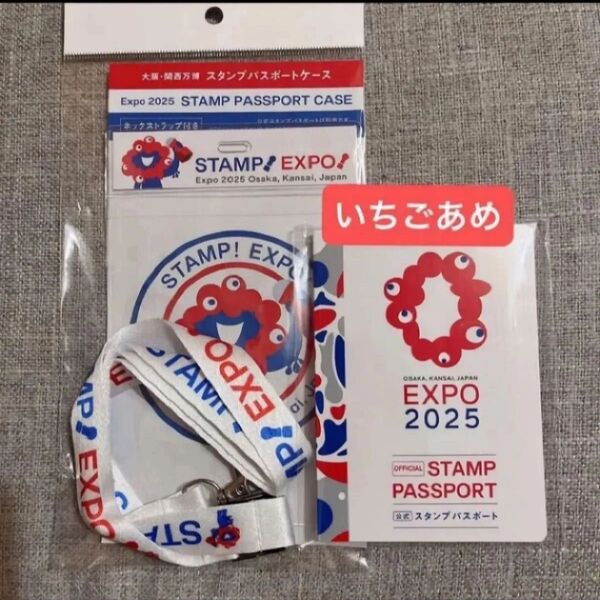 大阪・関西万博 スタンプパスポートケース
Expo 2025 STAMP PASSPORT CASE
ネックストラップ付き
STAMP! EXPO!
Expo 2025 Osaka, Kansai, Japan
いちごあめ
STAMP! EXPO
STAMP! EXPO!
STAMP! EXPO
STAMP!
OSAKA, KANSAI, JAPAN
EXPO
2025
OFFICIAL STAMP
PASSPORT
公式 スタンプパスポート